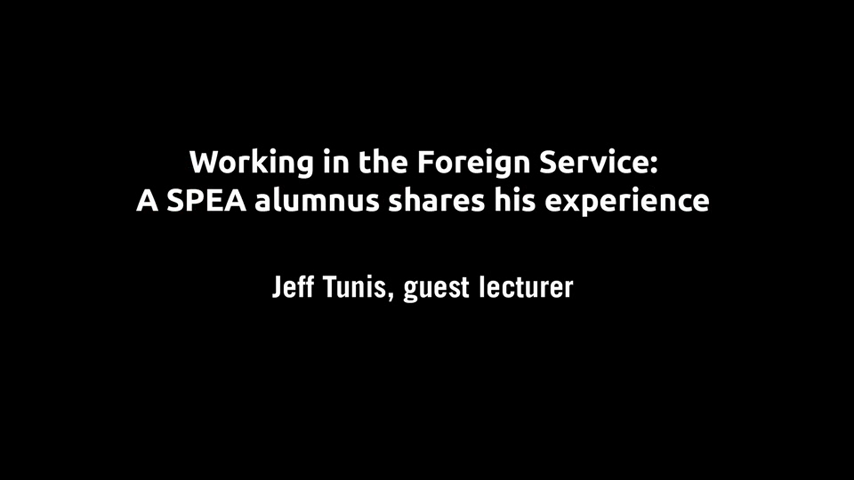 Working in the Foreign Service:
A SPEA alumnus shares his experience
Jeff Tunis, guest lecturer